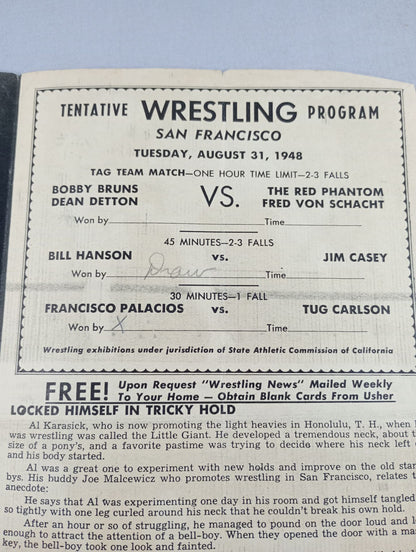 TENTATIVE WRESTLING PROGRAM
SAN FRANCISCO
TUESDAY, AUGUST 31, 1948
TAG TEAM MATCH—ONE HOUR TIME LIMIT—2-3 FALLS
BOBBY BRUNS VS. THE RED PHANTOM
DEAN DETTON FRED VON SCHACHT
Won by Time
45 MINUTES—2-3 FALLS
BILL HANSON vs. JIM CASEY
Won by Draw Time
30 MINUTES—1 FALL
FRANCISCO PALACIOS vs. TUG CARLSON
Won by X Time
Wrestling exhibitions under jurisdiction of State Athletic Commission of California
FREE! Upon Request "Wrestling News" Mailed Weekly
To Your Home — Obtain Blank Cards From Usher
LOCKED HIMSELF IN TRICKY HOLD
Al Karasick, who is now promoting the light heavies in Honolulu, T. H., when
was wrestling was called the Little Giant. He developed a tremendous neck, about
size of a pony's, and a favorite pastime was trying to decide where his neck left
and his body started.
Al was a great one to experiment with new holds and improve on the old
bys. His buddy Joe Malcewicz who promotes wrestling in San Francisco, relates
anecdote:
He says that Al was experimenting one day in his room and got himself tangled
so tightly with one leg curled around his neck that he couldn't break his own hold.
After an hour or so of struggling, he managed to pound on the door loud and
enough to attract the attention of a bell-boy. When they opened the door with a
key, the bell-boy took one look and fainted.